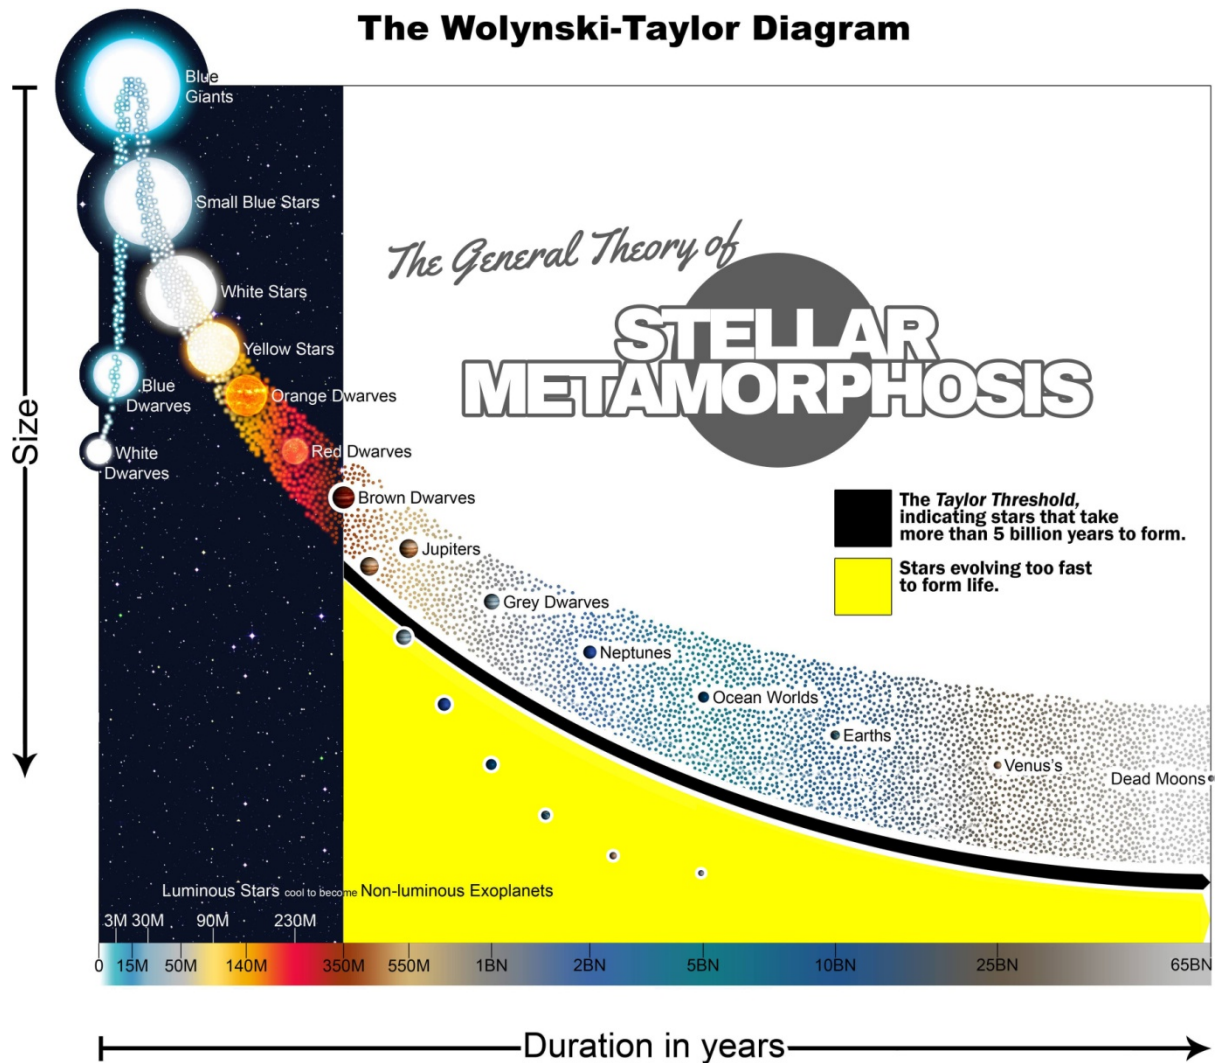 The Wolynski-Taylor Diagram
Blue
Giants
Small Blue Stars
White Stars
Yellow Stars
Blue
Dwarves
Orange Dwarves
White
Dwarves
Red Dwarves
Brown Dwarves
Jupiters
Grey Dwarves
Neptunes
Ocean Worlds
Earths
Venus's
Dead Moons
The General Theory of
STELLAR
METAMORPHOSIS
The Taylor Threshold,
indicating stars that take
more than 5 billion years to form.
Stars evolving too fast
to form life.
Size
Luminous Stars cool to become Non-luminous Exoplanets
3M 30M 90M 230M
0 15M 50M 140M 350M 550M 1BN 2BN 5BN 10BN 25BN 65BN
Duration in years